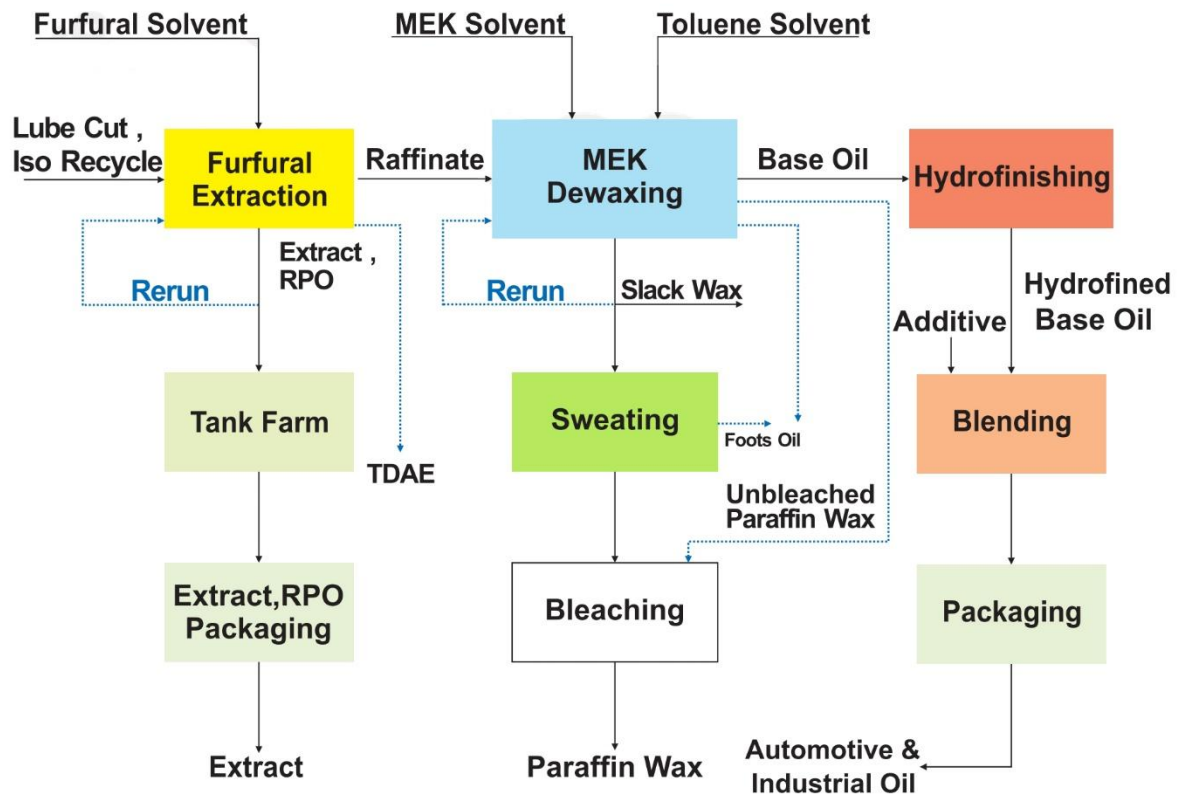 Furfural Solvent
MEK Solvent
Toluene Solvent
Lube Cut ,
Iso Recycle
Furfural
Extraction
Raffinate
MEK
Dewaxing
Base Oil
Hydrofinishing
Extract ,
RPO
Rerun
Rerun
Slack Wax
Hydrofined
Base Oil
Additive
Tank Farm
TDAE
Sweating
Foots Oil
Blending
Unbleached
Paraffin Wax
Extract,RPO
Packaging
Bleaching
Packaging
Extract
Paraffin Wax
Automotive &
Industrial Oil